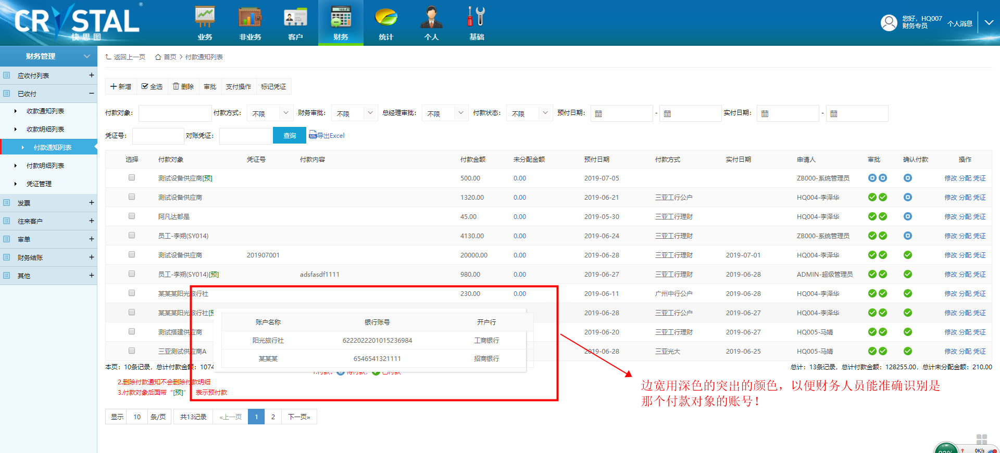 CRYSTAL ®
快思图
业务 非业务 客户 财务 统计 个人 基础
您好，HQ007
财务专员
个人消息
财务管理
应收付列表 +
已收付 −
收款通知列表
收款明细列表
付款通知列表
付款明细列表
凭证管理
发票 +
往来客户 +
审单 +
财务结账 +
其他 +
返回上一页 首页 > 付款通知列表
新增 全选 删除 审批 支付操作 标记凭证
付款对象： 付款方式： 不限 财务审批： 不限 总经理审批： 不限 付款状态： 不限 预付日期： - 实付日期： -
凭证号： 对账凭证： 查询 导出Excel
选择 付款对象 凭证号 付款内容 付款金额 未分配金额 预付日期 付款方式 实付日期 申请人 审批 确认付款 操作
测试设备供应商[预] 500.00 0.00 2019-07-05 ZB000-系统管理员 修改 分配 凭证
测试设备供应商 1320.00 0.00 2019-06-21 三亚工行公户 HQ004-李泽华 修改 分配 凭证
阿凡达都是 45.00 0.00 2019-05-30 三亚工行理财 HQ004-李泽华 修改 分配 凭证
员工-李朔(SY014) 4130.00 0.00 2019-06-24 三亚工行理财 ZB000-系统管理员 修改 分配 凭证
测试设备供应商 201907001 20000.00 0.00 2019-06-28 三亚工行理财 2019-07-01 HQ004-李泽华 修改 分配 凭证
员工-李朔(SY014)[预] adsfasdf1111 980.00 0.00 2019-06-27 三亚工行理财 2019-06-28 ADMIN-超级管理员 修改 分配 凭证
某某某阳光旅行社 230.00 0.00 2019-06-11 广州中行公户 2019-06-28 HQ004-李泽华 修改 分配 凭证
某某某阳光旅行社[预 2019-06-28 三亚工行公户 2019-06-27 HQ004-李泽华 修改 分配 凭证
测试搭建供应商 2019-06-20 三亚工行理财 2019-06-27 HQ005-马婧 修改 分配 凭证
三亚测试供应商A 2019-06-28 三亚光大 2019-06-25 HQ005-马婧 修改 分配 凭证
账户名称 银行账号 开户行
阳光旅行社 6222022201015236984 工商银行
某某某 6546541321111 招商银行
本页：10条记录，总计付款金额：1074 总计：13条记录，总计付款金额：128255.00，总计未分配金额：210.00
1.付款： 待付款， 已付款
2.删除付款通知不会删除付款明细
3.付款对象后面带“[预]” 表示预付款
边宽用深色的突出的颜色，以便财务人员能准确识别是
那个付款对象的账号！
显示 10 条/页 共13记录 «上一页 1 2 下一页»
0K/s